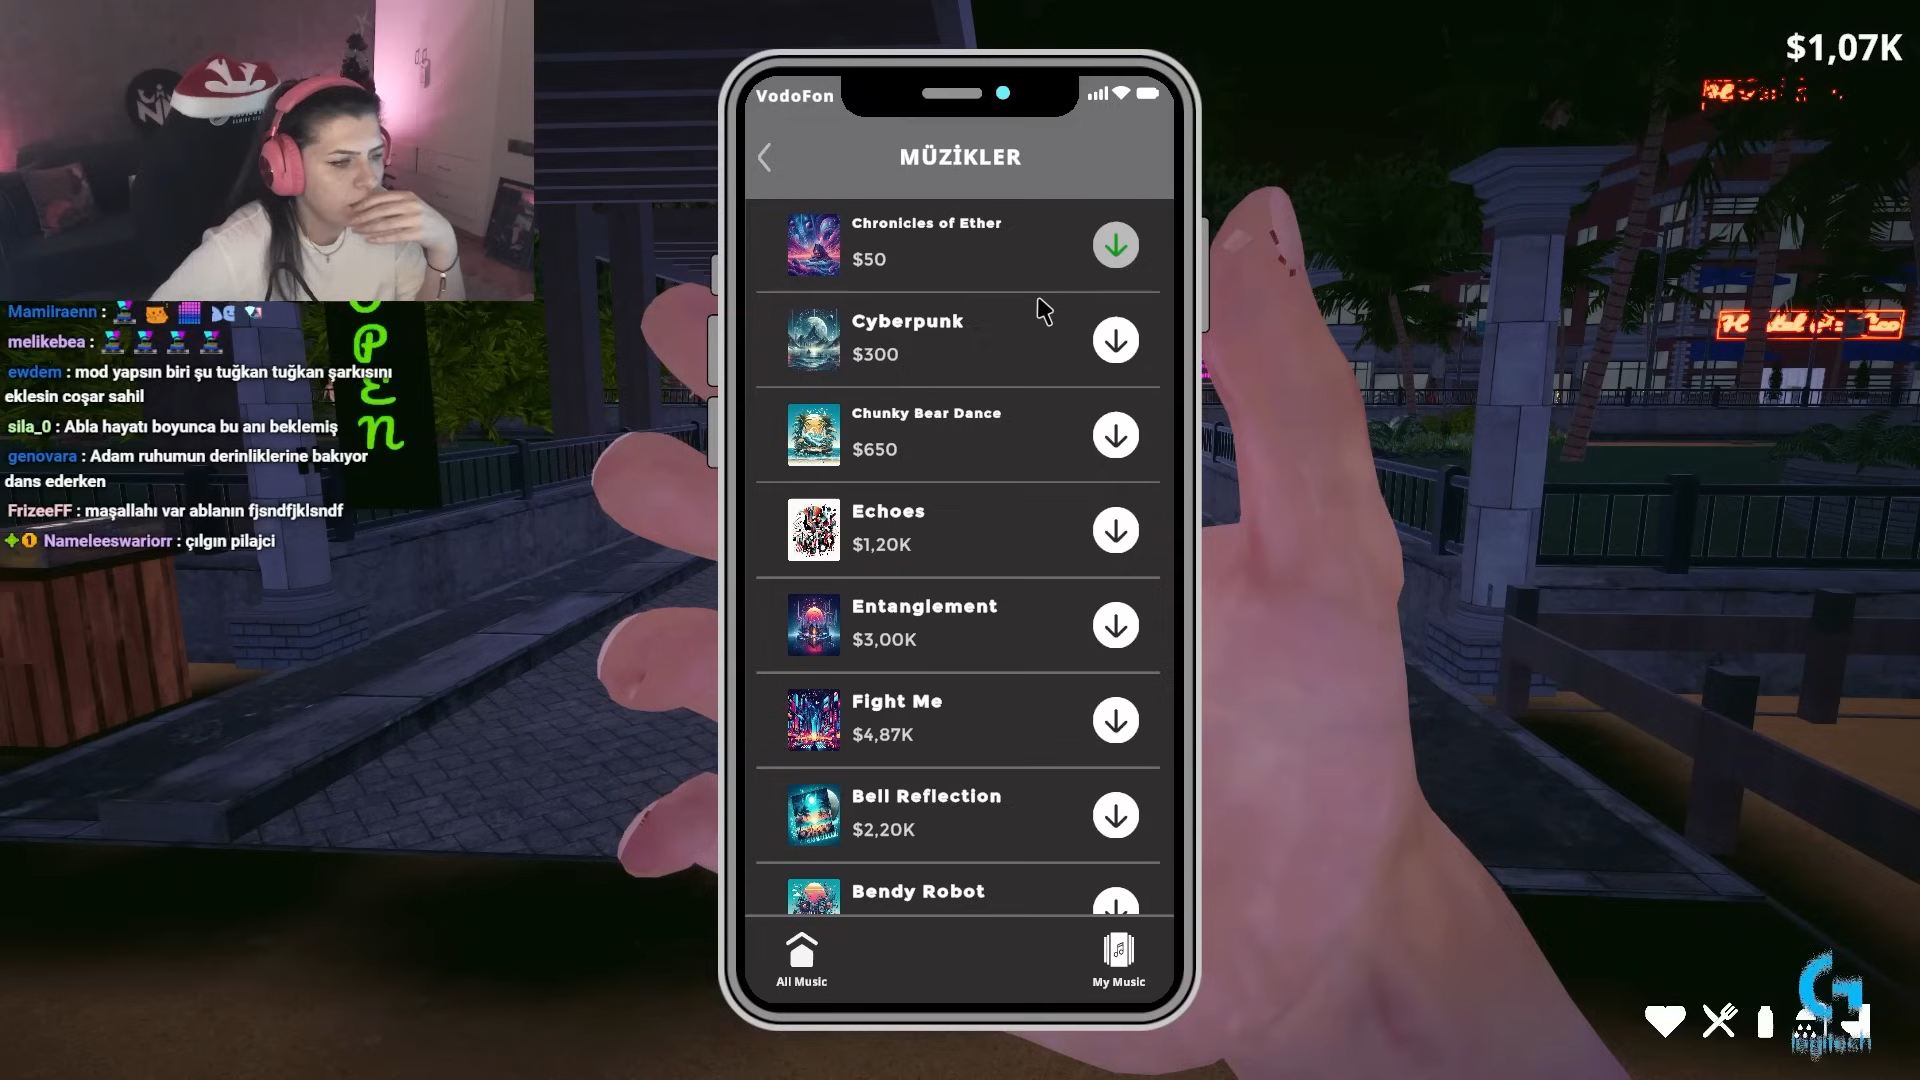 $1,07K
VodoFon
MÜZİKLER
Chronicles of Ether
$50
Cyberpunk
$300
Chunky Bear Dance
$650
Echoes
$1,20K
Entanglement
$3,00K
Fight Me
$4,87K
Bell Reflection
$2,20K
Bendy Robot
All Music
My Music
Mamiiraenn :
melikebea :
ewdem : mod yapsın biri şu tuğkan tuğkan şarkısını
eklesin coşar sahil
sila_0 : Abla hayatı boyunca bu anı beklemiş
genovara : Adam ruhumun derinliklerine bakıyor
dans ederken
FrizeeFF : maşallahı var ablanın fjsndfjklsndf
Nameleeswariorr : çılgın pilajci
OPEN
logitech